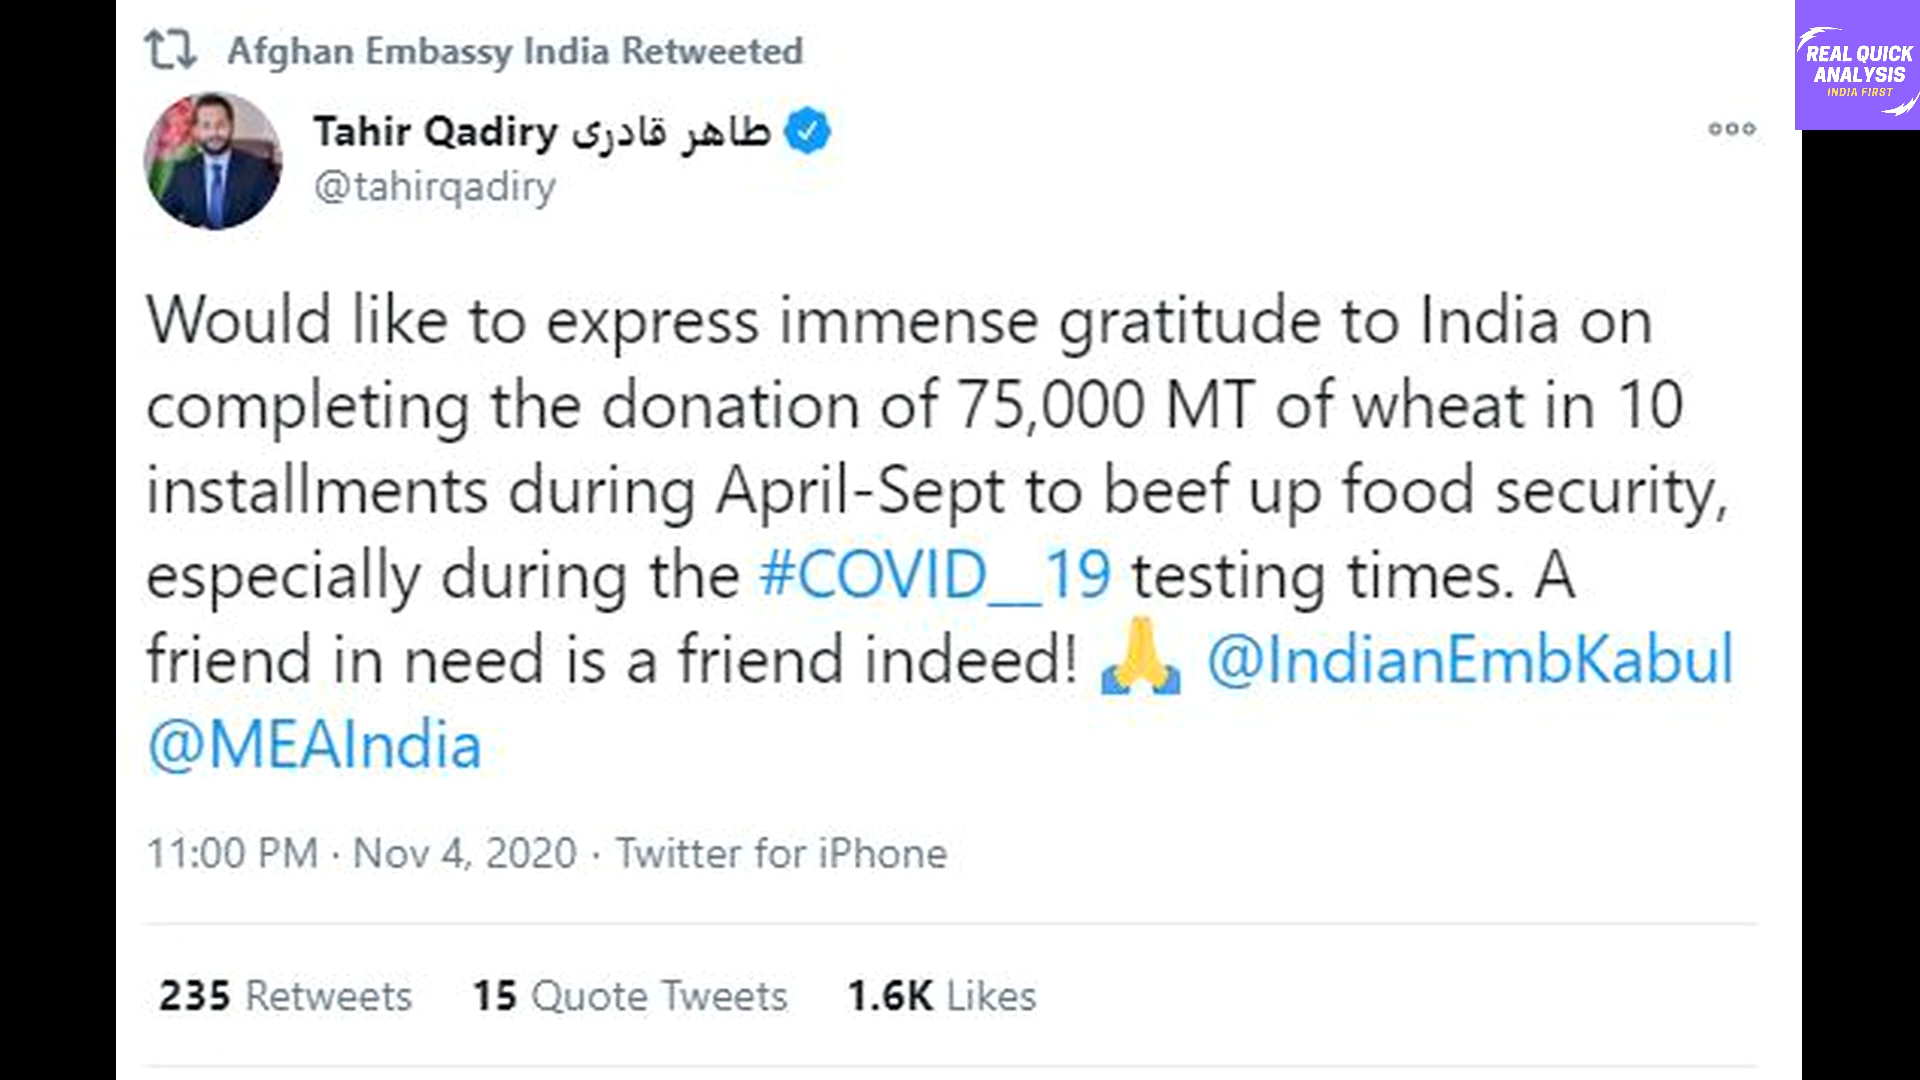 Afghan Embassy India Retweeted
Tahir Qadiry طاهر قادری
@tahirqadiry
Would like to express immense gratitude to India on
completing the donation of 75,000 MT of wheat in 10
installments during April-Sept to beef up food security,
especially during the #COVID__19 testing times. A
friend in need is a friend indeed! 🙏 @IndianEmbKabul
@MEAIndia
11:00 PM · Nov 4, 2020 · Twitter for iPhone
235 Retweets 15 Quote Tweets 1.6K Likes
REAL QUICK
ANALYSIS
INDIA FIRST